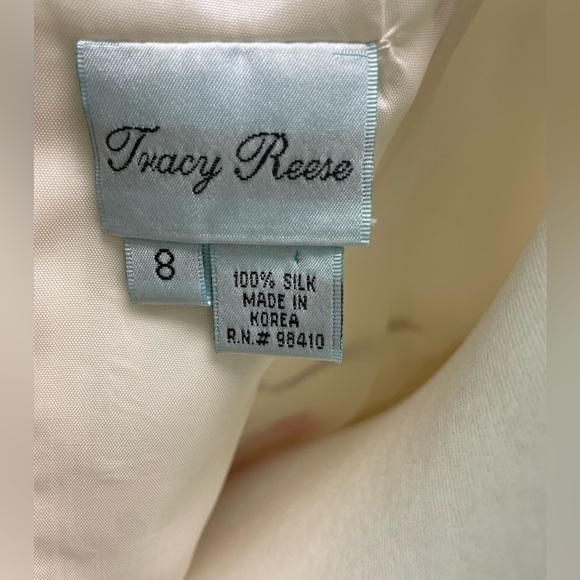 Tracy Reese
8
100% SILK
MADE IN
KOREA
R.N.# 98410